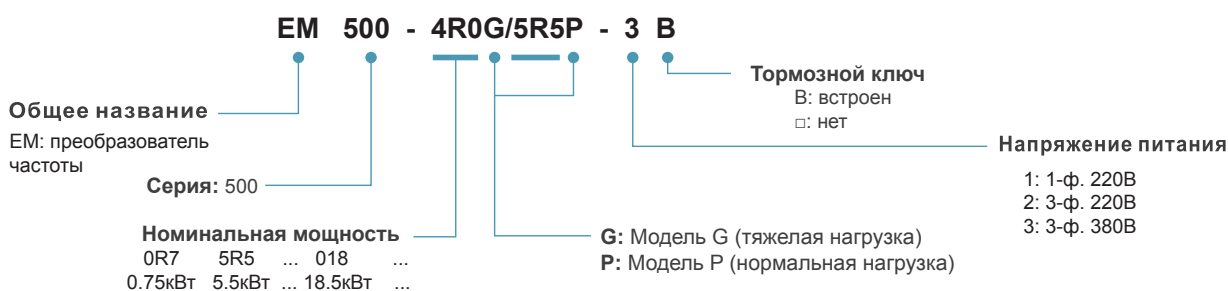 EM 500 - 4R0G/5R5P - 3 B
Тормозной ключ
B: встроен
□: нет
Общее название
EM: преобразователь
частоты
Напряжение питания
1: 1-ф. 220В
2: 3-ф. 220В
3: 3-ф. 380В
Серия: 500
Номинальная мощность
0R7 5R5 ... 018 ...
0.75кВт 5.5кВт ... 18.5кВт ...
G: Модель G (тяжелая нагрузка)
P: Модель P (нормальная нагрузка)